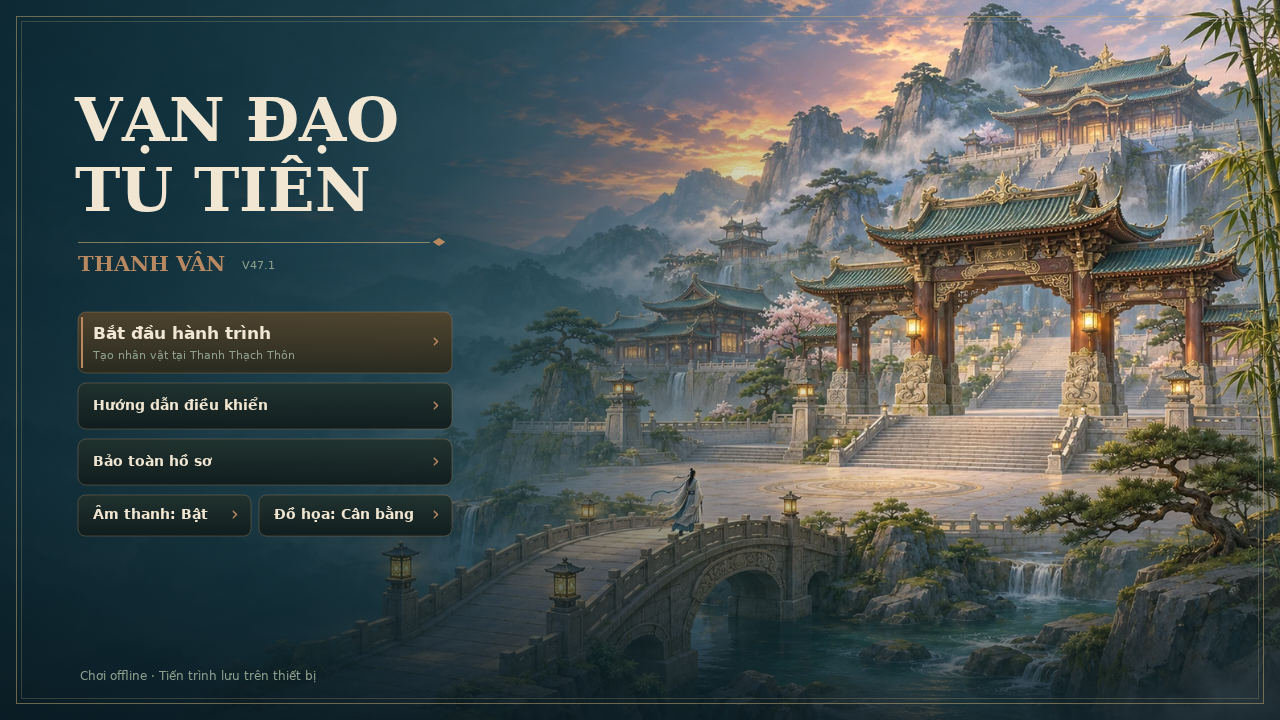 VẠN ĐẠO
TU TIÊN
THANH VÂN V47.1
Bắt đầu hành trình
Tạo nhân vật tại Thanh Thạch Thôn
Hướng dẫn điều khiển
Bảo toàn hồ sơ
Âm thanh: Bật
Đồ họa: Cân bằng
Chơi offline · Tiến trình lưu trên thiết bị